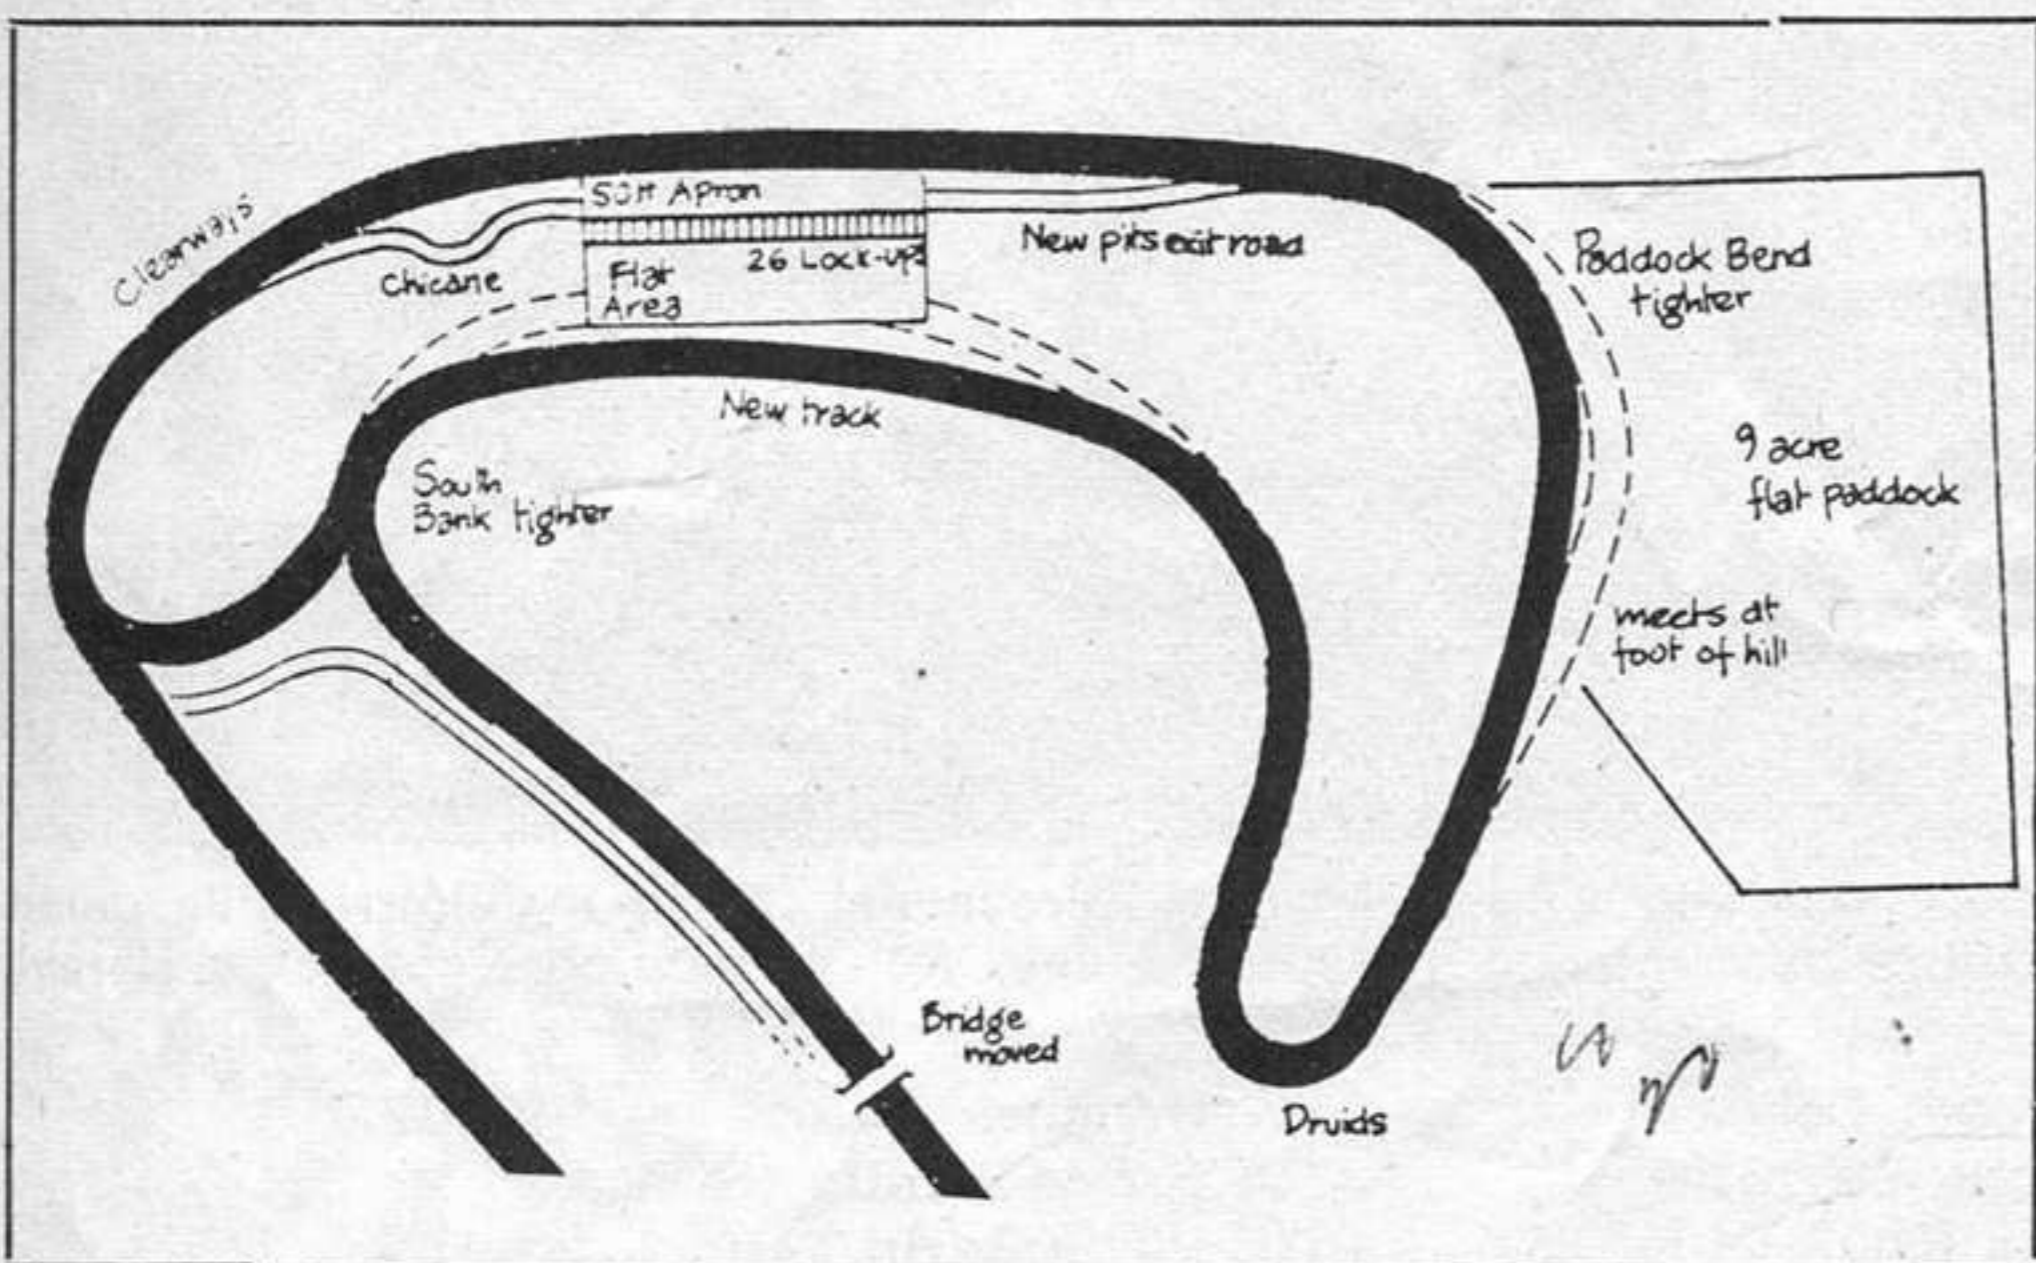 Clearways
50ft Apron
26 Lock-ups
Flat
Area
Chicane
New pits exit road
Paddock Bend
tighter
New track
9 acre
flat paddock
South
Bank tighter
meets at
foot of hill
Bridge
moved
Druids